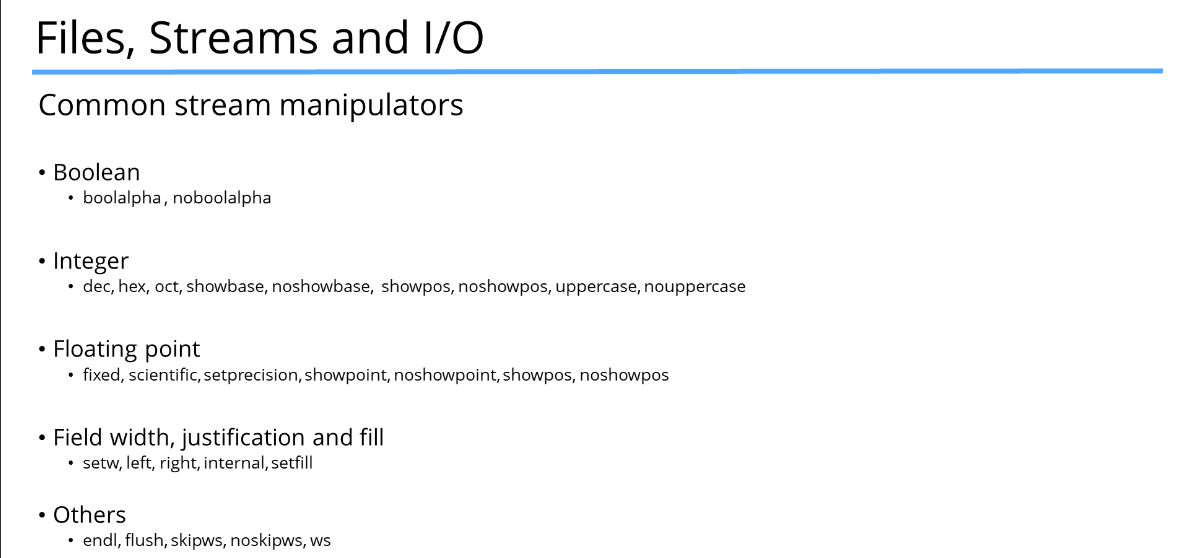 Files, Streams and I/O
Common stream manipulators
• Boolean
• boolalpha, noboolalpha
• Integer
• dec, hex, oct, showbase, noshowbase, showpos, noshowpos, uppercase, nouppercase
• Floating point
• fixed, scientific, setprecision, showpoint, noshowpoint, showpos, noshowpos
• Field width, justification and fill
• setw, left, right, internal, setfill
• Others
• endl, flush, skipws, noskipws, ws